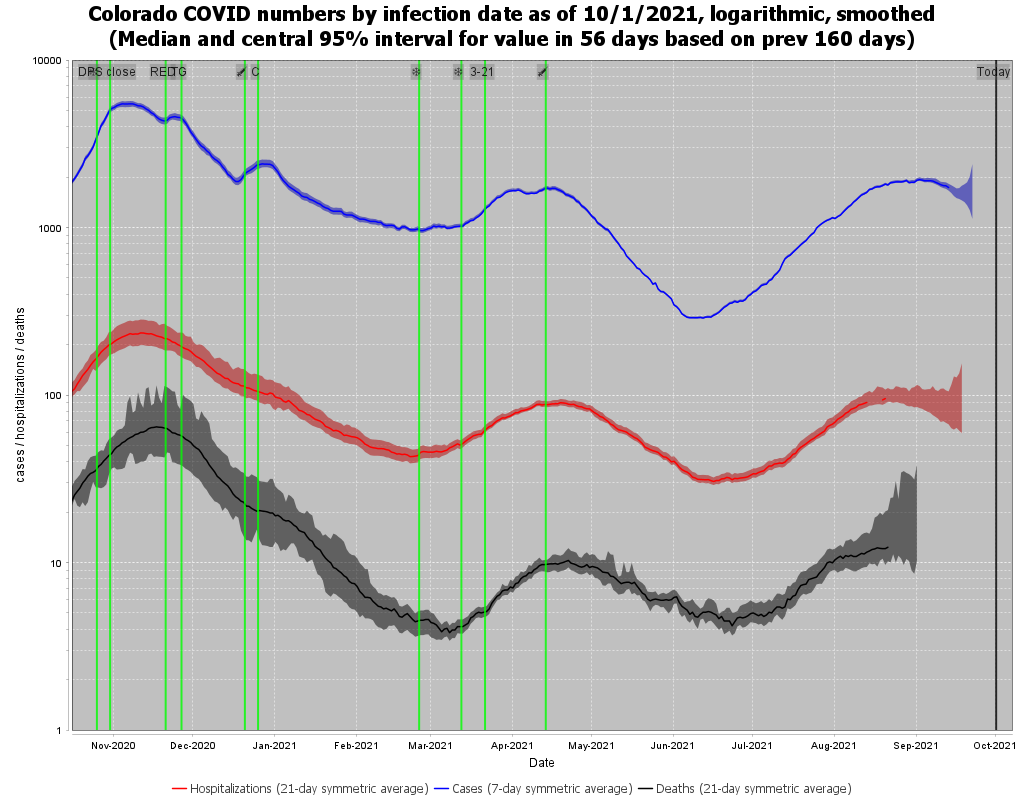 Colorado COVID numbers by infection date as of 10/1/2021, logarithmic, smoothed
(Median and central 95% interval for value in 56 days based on prev 160 days)
10000
1000
100
10
1
cases / hospitalizations / deaths
close
C
3-21
Today
Nov-2020 Dec-2020 Jan-2021 Feb-2021 Mar-2021 Apr-2021 May-2021 Jun-2021 Jul-2021 Aug-2021 Sep-2021 Oct-2021
Date
Hospitalizations (21-day symmetric average) Cases (7-day symmetric average) Deaths (21-day symmetric average)